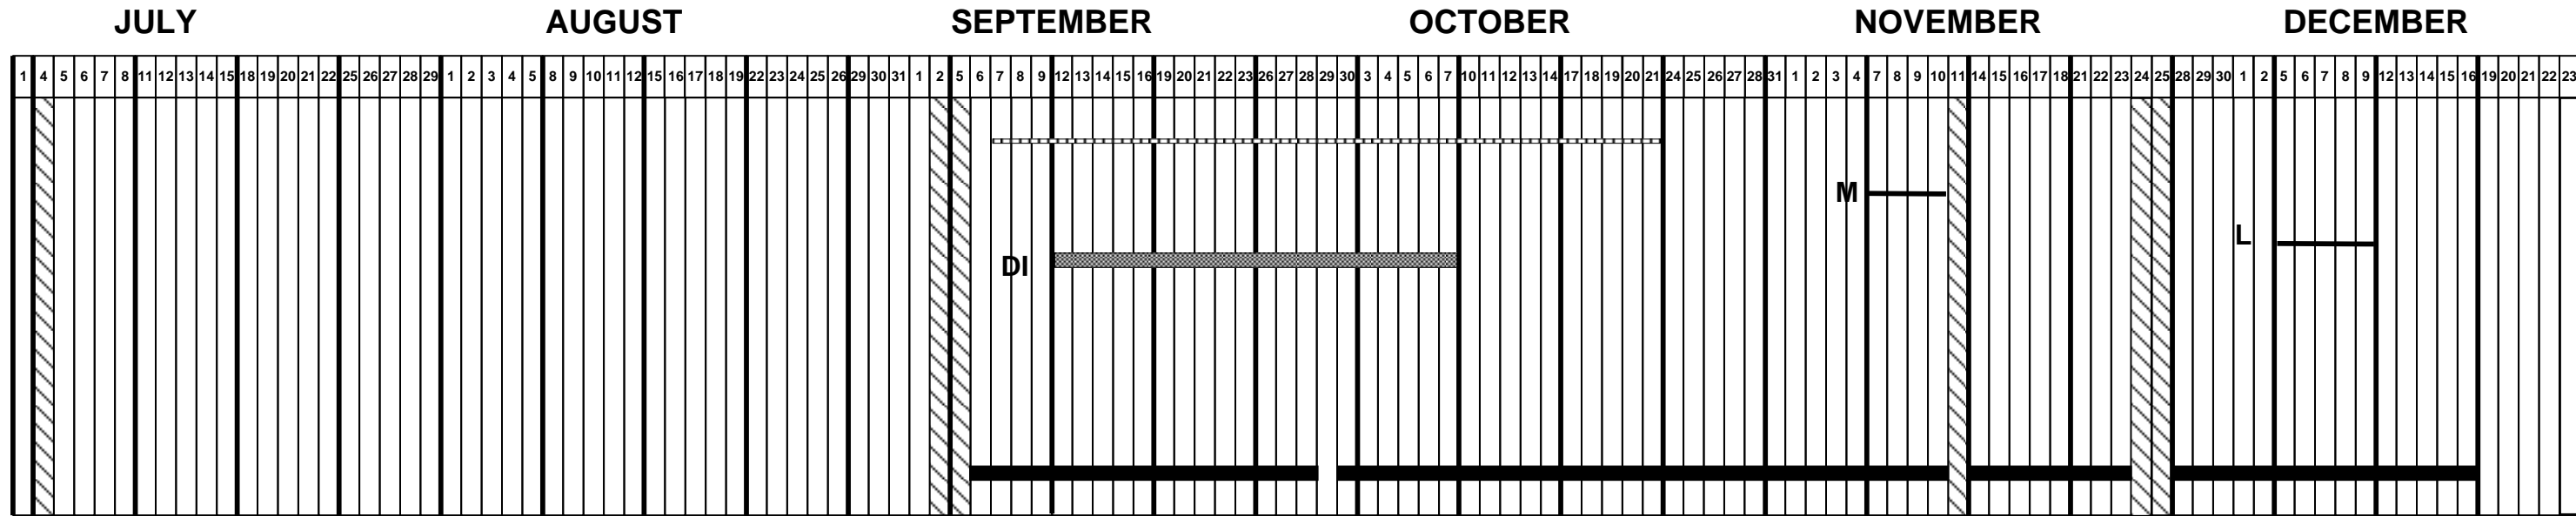 JULY AUGUST SEPTEMBER OCTOBER NOVEMBER DECEMBER
1 4 5 6 7 8 11 12 13 14 15 18 19 20 21 22 25 26 27 28 29 1 2 3 4 5 8 9 10 11 12 15 16 17 18 19 22 23 24 25 26 29 30 31 1 2 5 6 7 8 9 12 13 14 15 16 19 20 21 22 23 26 27 28 29 30 3 4 5 6 7 10 11 12 13 14 17 18 19 20 21 24 25 26 27 28 31 1 2 3 4 7 8 9 10 11 14 15 16 17 18 21 22 23 24 25 28 29 30 1 2 5 6 7 8 9 12 13 14 15 16 19 20 21 22 23
M
L
DI